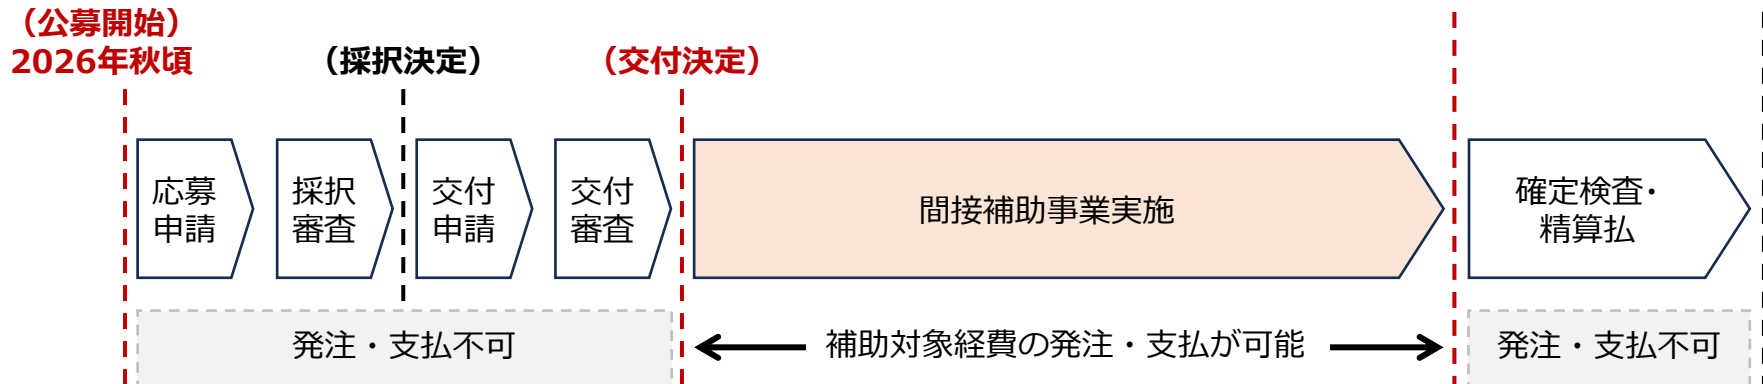 （公募開始）
2026年秋頃
（採択決定）
（交付決定）
応募
申請
採択
審査
交付
申請
交付
審査
間接補助事業実施
確定検査・
精算払
発注・支払不可
補助対象経費の発注・支払が可能
発注・支払不可